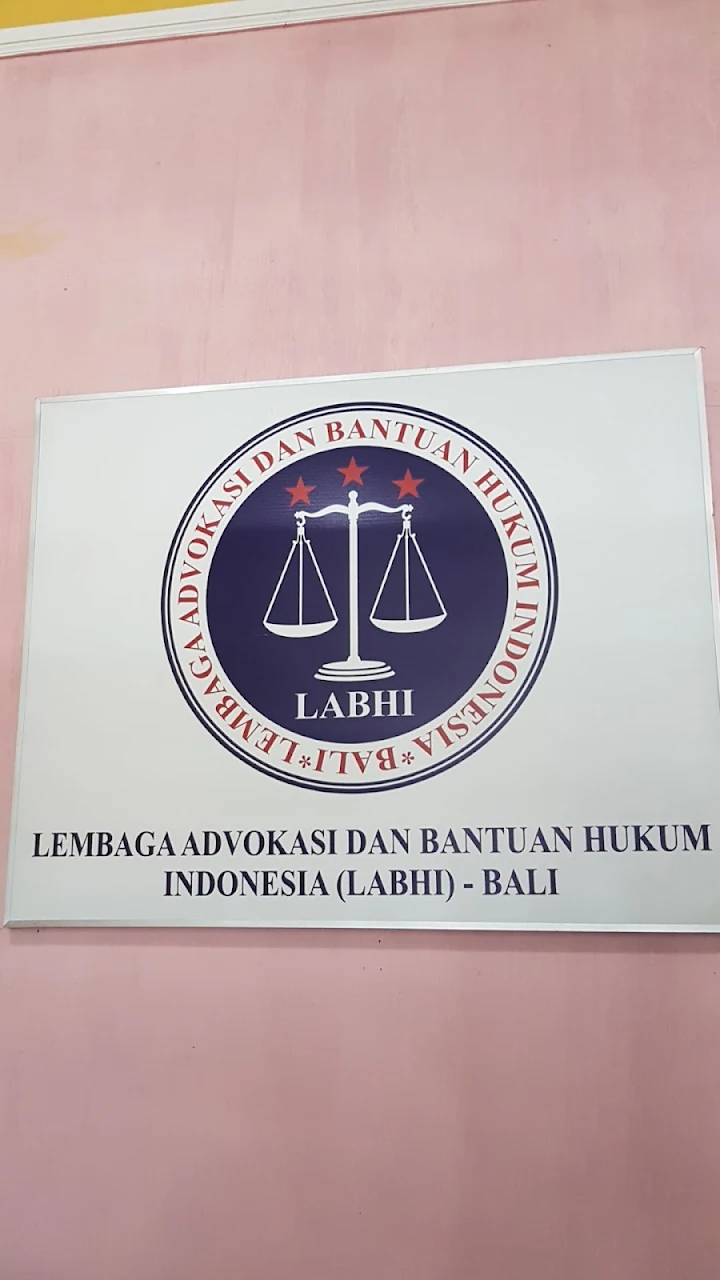 LEMBAGA ADVOKASI DAN BANTUAN HUKUM INDONESIA * BALI *
LABHI
LEMBAGA ADVOKASI DAN BANTUAN HUKUM
INDONESIA (LABHI) - BALI